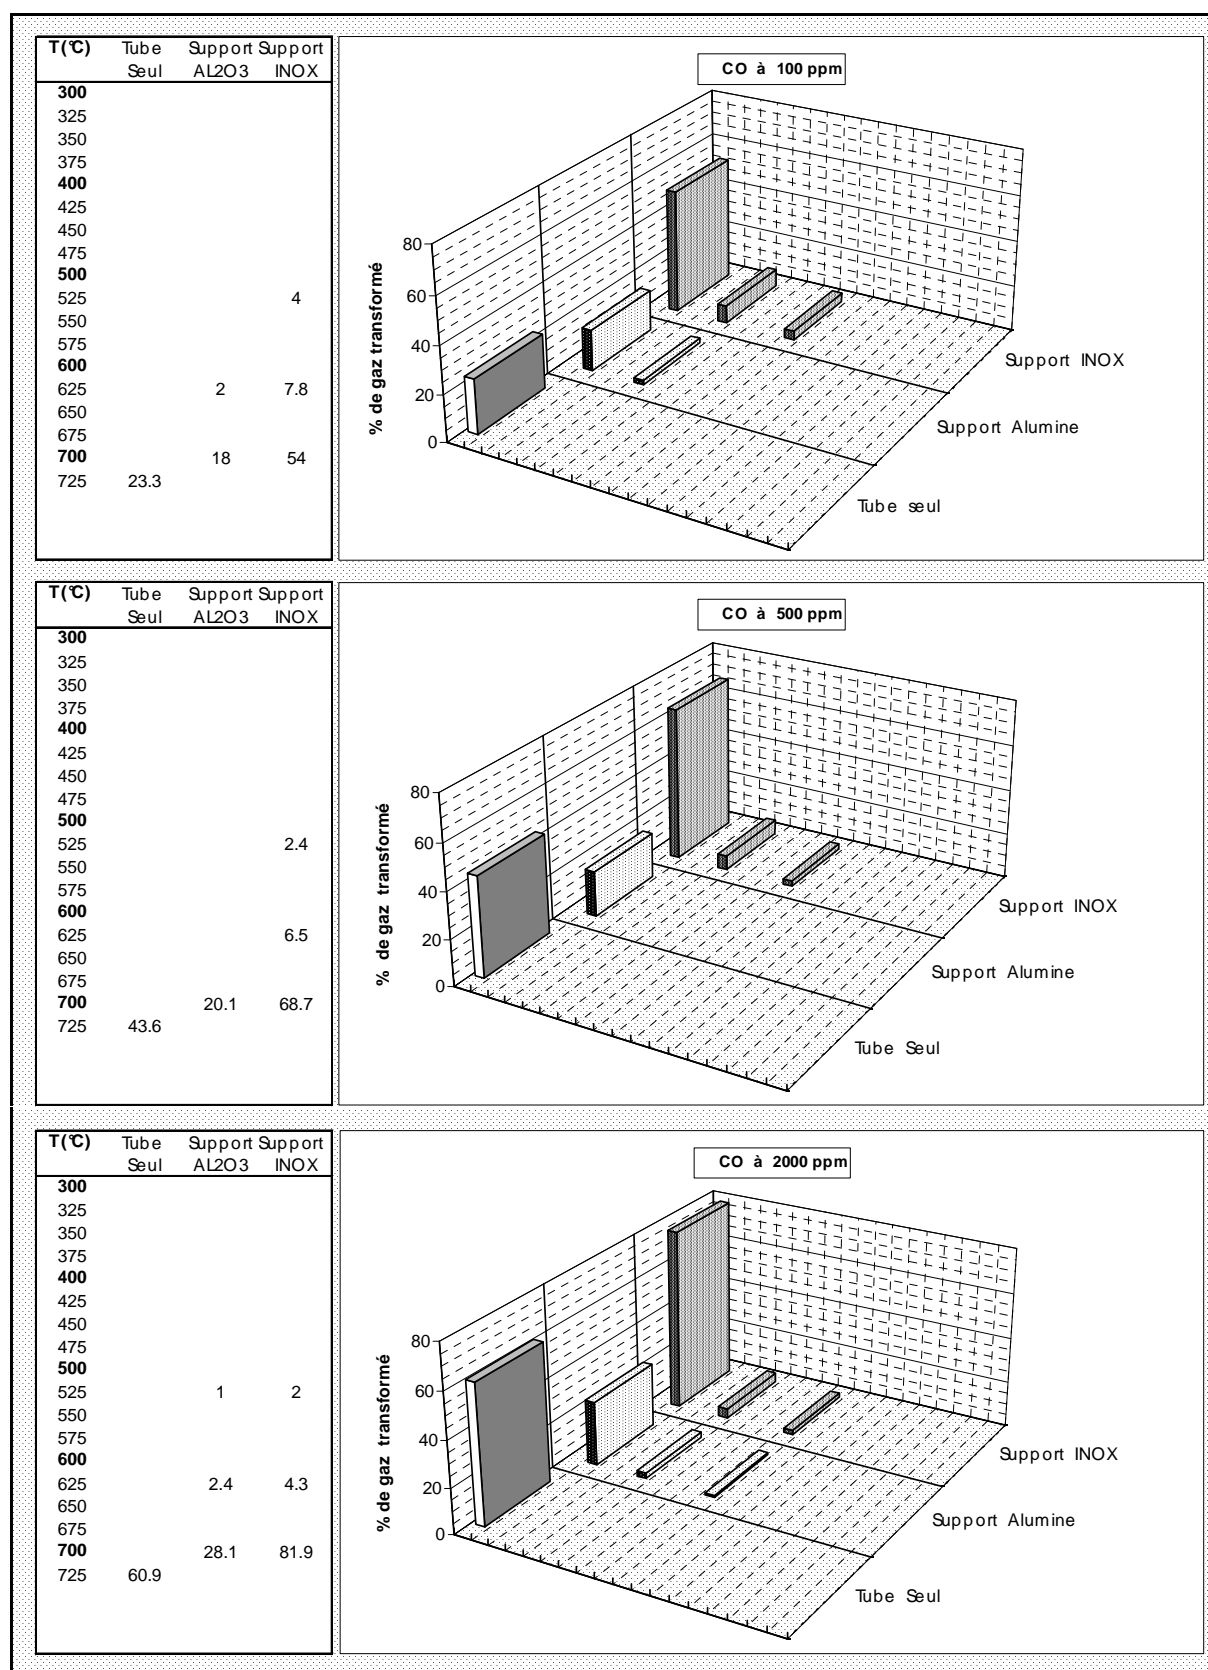 T(°C) Tube Support Support
Seul AL2O3 INOX
300
325
350
375
400
425
450
475
500
525 4
550
575
600
625 2 7.8
650
675
700 18 54
725 23.3
CO à 100 ppm
% de gaz transformé
80
60
40
20
0
Support INOX
Support Alumine
Tube seul
T(°C) Tube Support Support
Seul AL2O3 INOX
300
325
350
375
400
425
450
475
500
525 2.4
550
575
600
625 6.5
650
675
700 20.1 68.7
725 43.6
CO à 500 ppm
% de gaz transformé
80
60
40
20
0
Support INOX
Support Alumine
Tube Seul
T(°C) Tube Support Support
Seul AL2O3 INOX
300
325
350
375
400
425
450
475
500
525 1 2
550
575
600
625 2.4 4.3
650
675
700 28.1 81.9
725 60.9
CO à 2000 ppm
% de gaz transformé
80
60
40
20
0
Support INOX
Support Alumine
Tube Seul